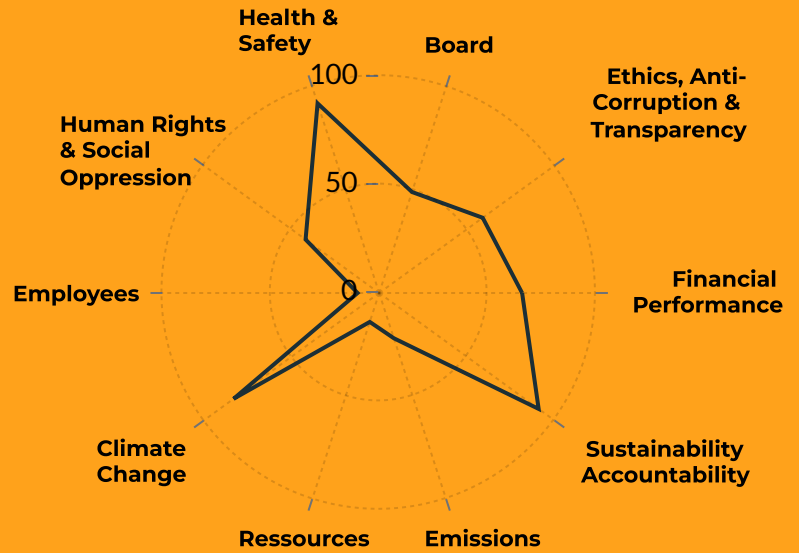 Health &
Safety
Board
100
Ethics, Anti-
Corruption &
Transparency
Human Rights
& Social
Oppression
50
Employees
0
Financial
Performance
Climate
Change
Sustainability
Accountability
Ressources
Emissions